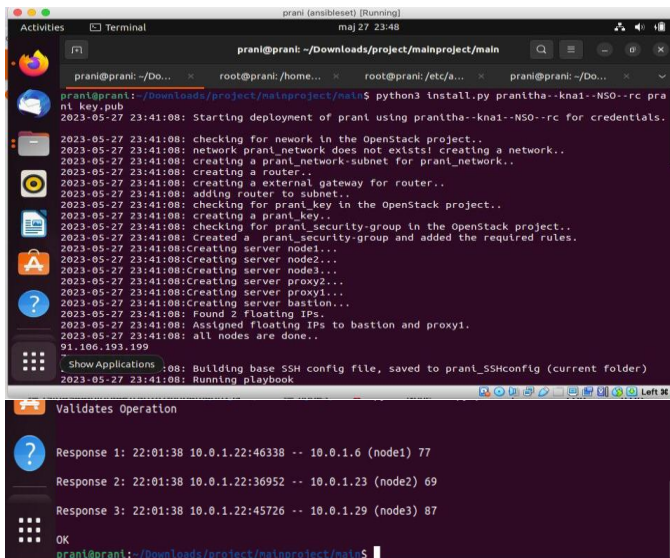 prani (ansibleset) [Running]
Activities Terminal maj 27 23:48
prani@prani: ~/Downloads/project/mainproject/main
prani@prani: ~/Do... root@prani: /home... root@prani: /etc/a... prani@prani: ~/Do...
prani@prani:~/Downloads/project/mainproject/main$ python3 install.py pranitha--kna1--NSO--rc pra
ni key.pub
2023-05-27 23:41:08: Starting deployment of prani using pranitha--kna1--NSO--rc for credentials.
2023-05-27 23:41:08: checking for nework in the OpenStack project..
2023-05-27 23:41:08: network prani_network does not exists! creating a network..
2023-05-27 23:41:08: creating a prani_network-subnet for prani_network..
2023-05-27 23:41:08: creating a router..
2023-05-27 23:41:08: creating a external gateway for router..
2023-05-27 23:41:08: adding router to subnet..
2023-05-27 23:41:08: checking for prani_key in the OpenStack project..
2023-05-27 23:41:08: creating a prani_key..
2023-05-27 23:41:08: checking for prani_security-group in the OpenStack project..
2023-05-27 23:41:08: Created a  prani_security-group and added the required rules.
2023-05-27 23:41:08:Creating server node1...
2023-05-27 23:41:08:Creating server node2...
2023-05-27 23:41:08:Creating server node3...
2023-05-27 23:41:08:Creating server proxy2...
2023-05-27 23:41:08:Creating server proxy1...
2023-05-27 23:41:08:Creating server bastion...
2023-05-27 23:41:08: Found 2 floating IPs.
2023-05-27 23:41:08: Assigned floating IPs to bastion and proxy1.
2023-05-27 23:41:08: all nodes are done..
91.106.193.199
Show Applications :08: Building base SSH config file, saved to prani_SSHconfig (current folder)
2023-05-27 23:41:08: Running playbook
Left ⌘
Validates Operation
Response 1: 22:01:38 10.0.1.22:46338 -- 10.0.1.6 (node1) 77
Response 2: 22:01:38 10.0.1.22:36952 -- 10.0.1.23 (node2) 69
Response 3: 22:01:38 10.0.1.22:45726 -- 10.0.1.29 (node3) 87
OK
prani@prani:~/Downloads/project/mainproject/main$